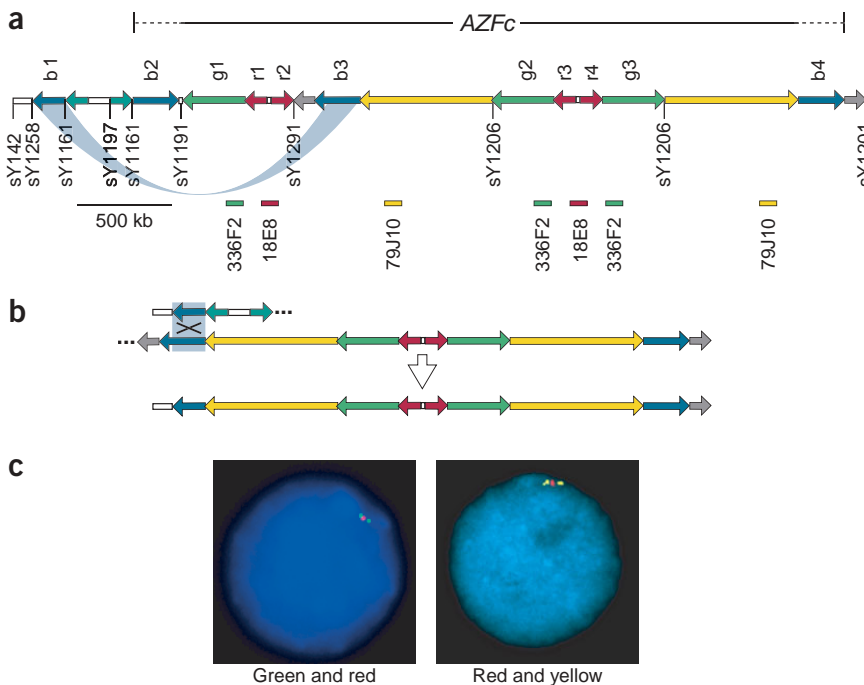 a
AZFc
b1 b2 g1 r1 r2 b3 g2 r3 r4 g3 b4
sY142 sY1258 sY1161 sY1197 sY1161 sY1191 sY1291 sY1206 sY1206 sY1201
500 kb
336F2 18E8 79J10 336F2 18E8 336F2 79J10
b
c
Green and red
Red and yellow